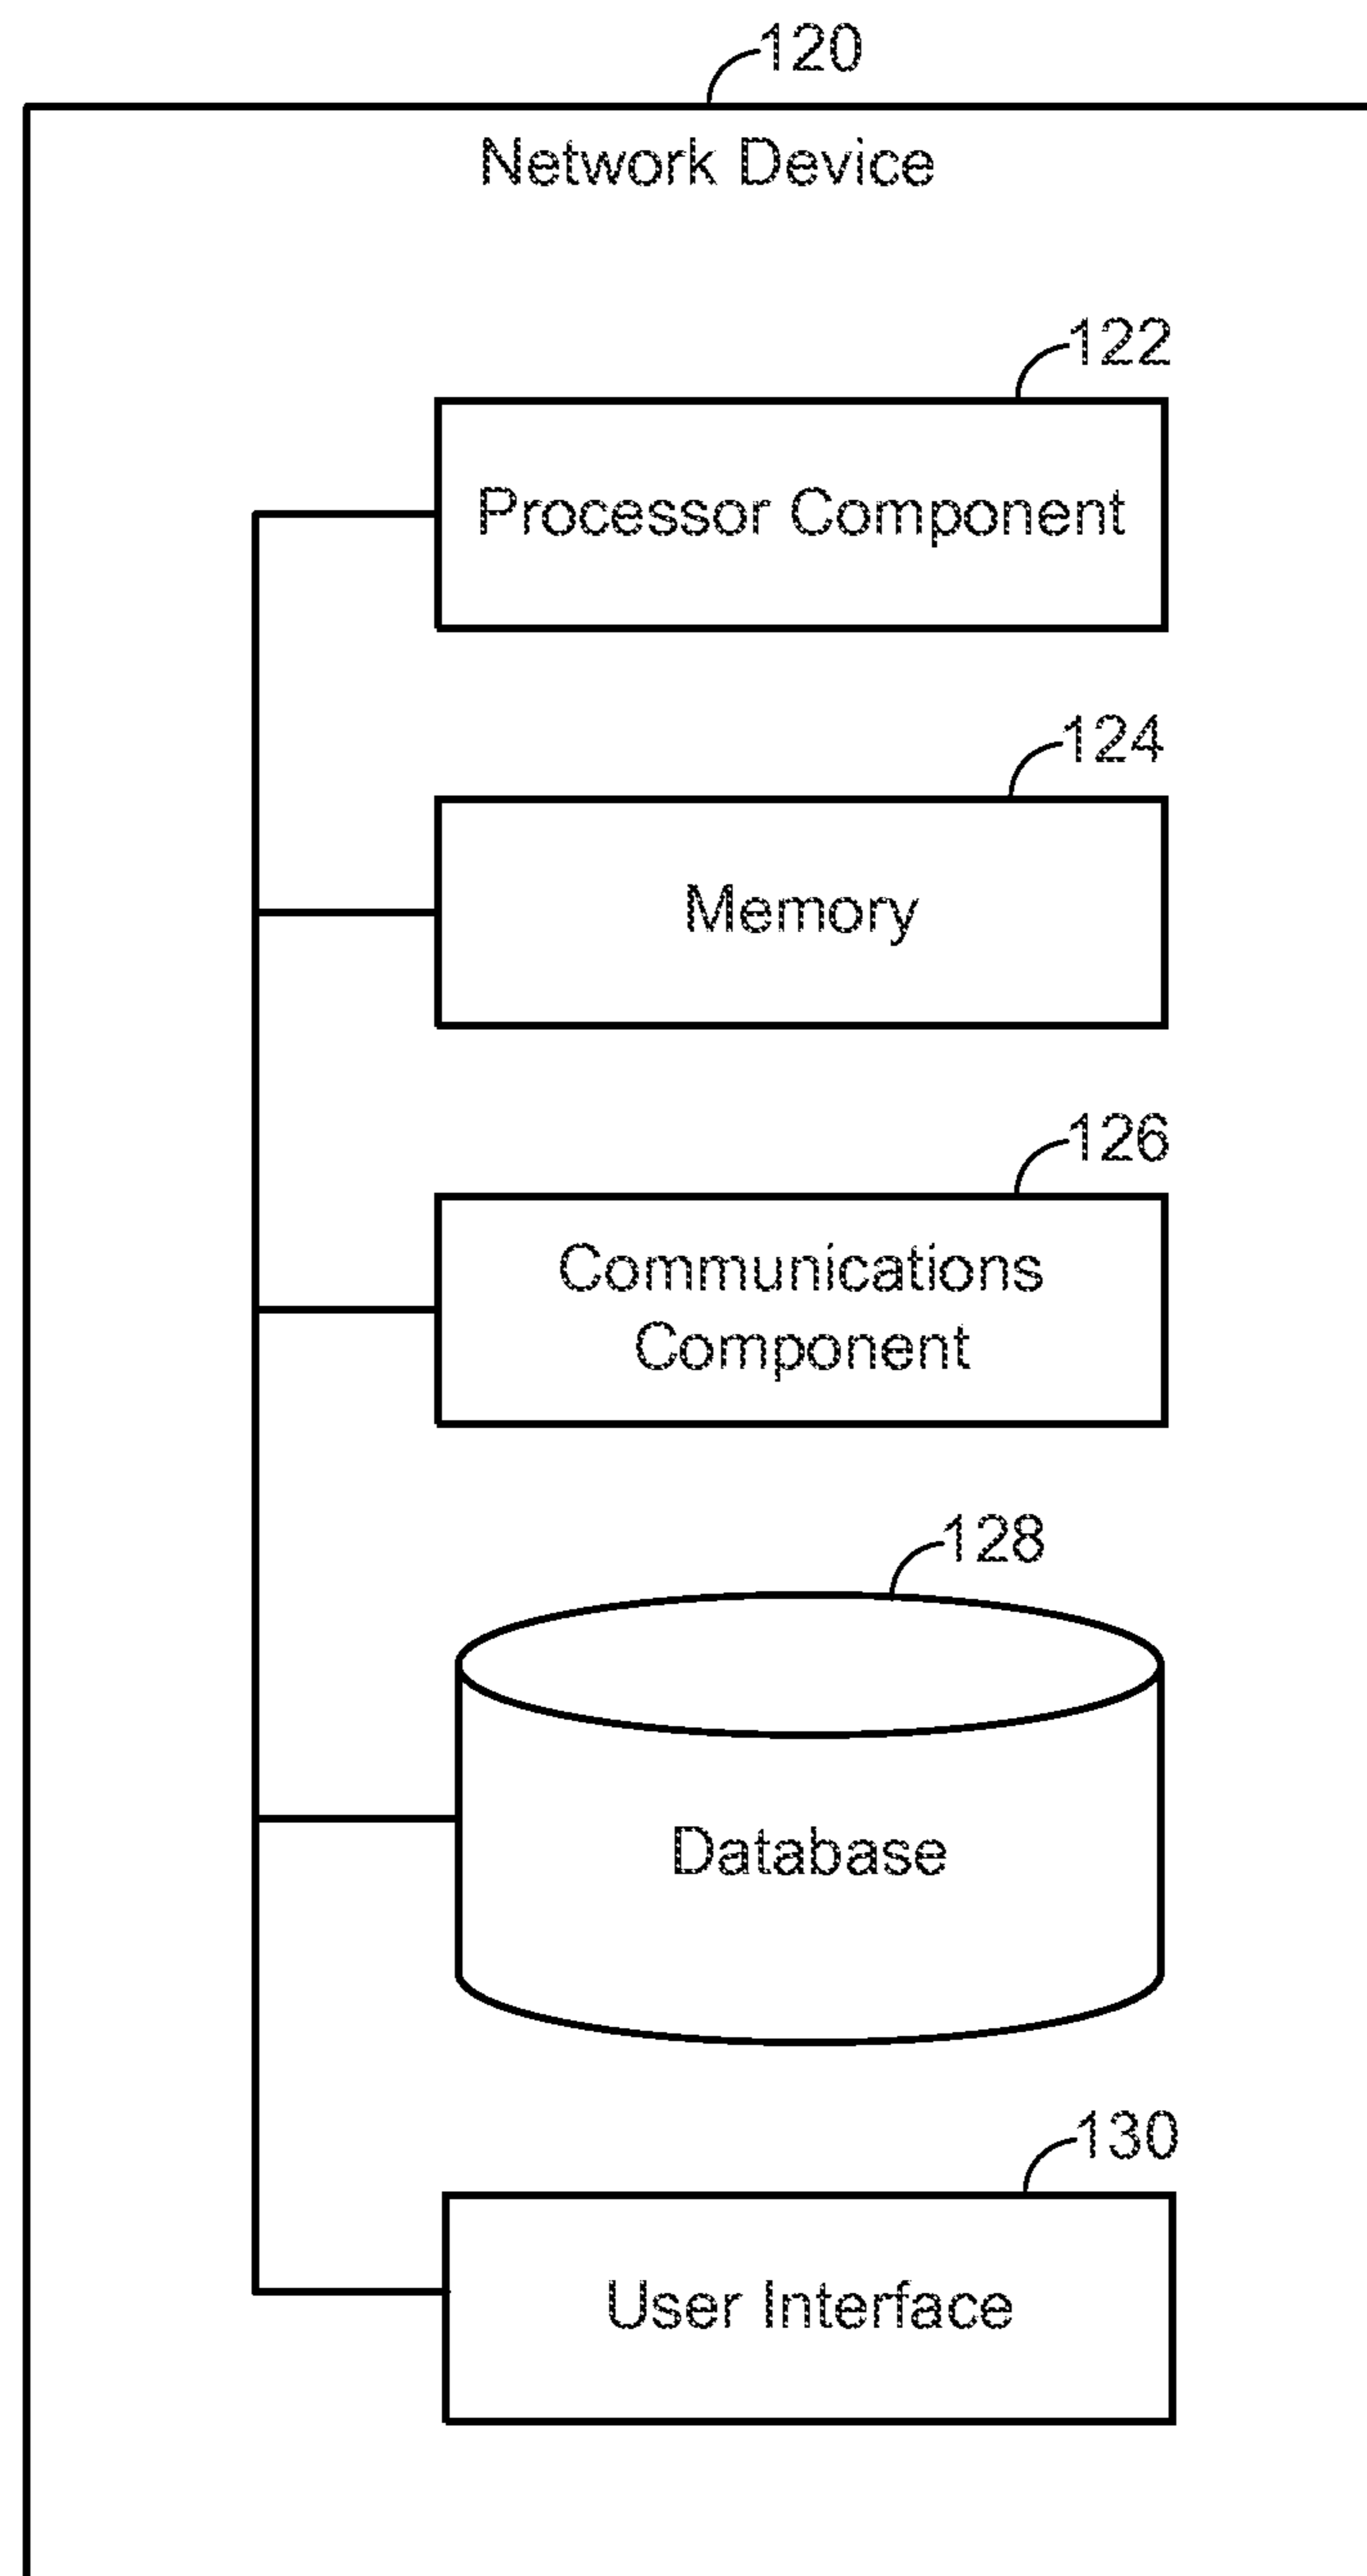 120
Network Device
122
Processor Component
124
Memory
126
Communications
Component
128
Database
130
User Interface